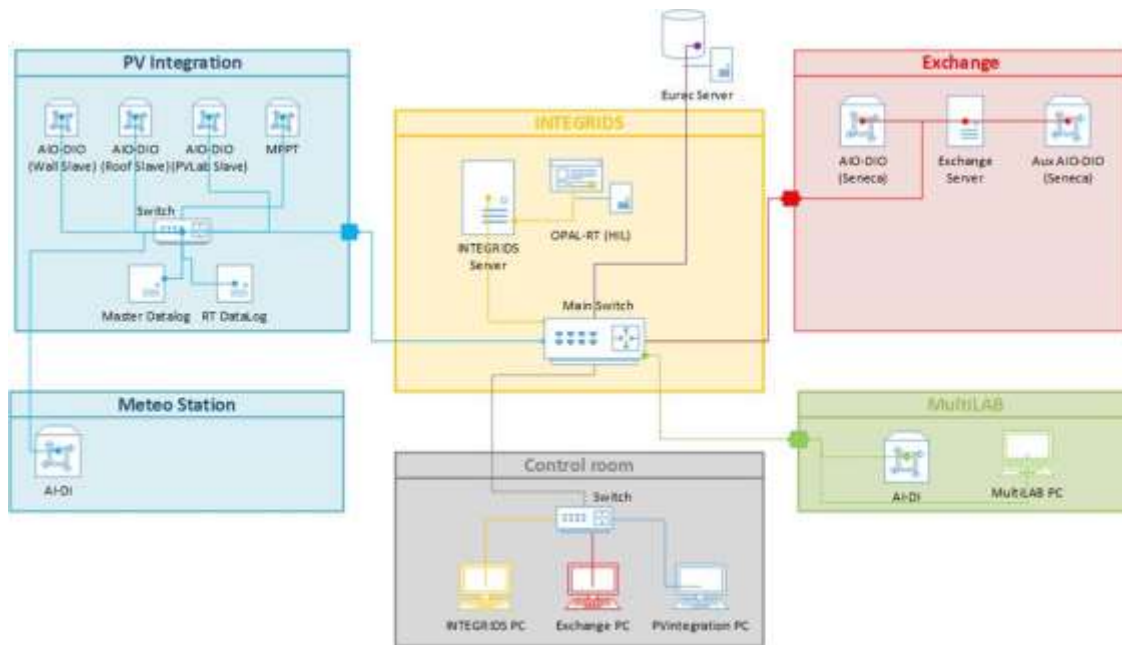 PV Integration
AIO-DIO
(Wall Slave)
AIO-DIO
(Roof Slave)
AIO-DIO
(PVLab Slave)
MPPT
Switch
Master Datalog
RT DataLog
Meteo Station
AI-DI
Eurac Server
INTEGRIDS
INTEGRIDS
Server
OPAL-RT (HIL)
Main Switch
Control room
Switch
INTEGRIDS PC
Exchange PC
PVintegration PC
Exchange
AIO-DIO
(Seneca)
Exchange
Server
Aux AIO-DIO
(Seneca)
MultiLAB
AI-DI
MultiLAB PC